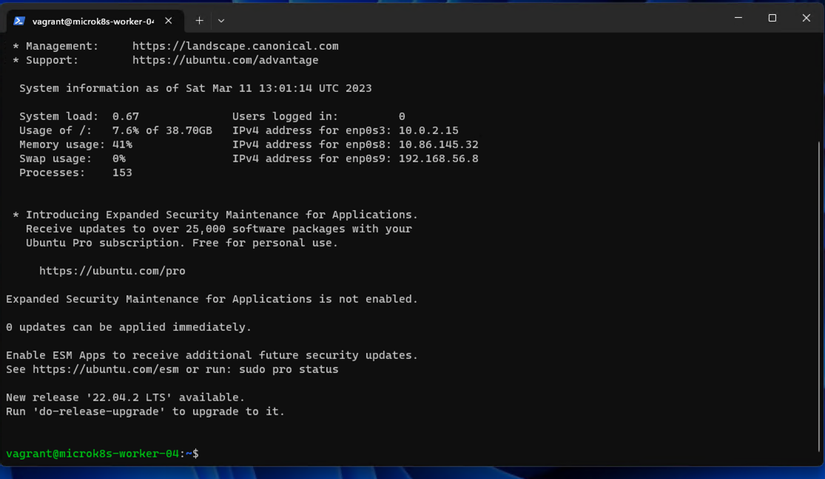 vagrant@microk8s-worker-04
* Management: https://landscape.canonical.com
* Support: https://ubuntu.com/advantage
System information as of Sat Mar 11 13:01:14 UTC 2023
System load: 0.67 Users logged in: 0
Usage of /: 7.6% of 38.70GB IPv4 address for enp0s3: 10.0.2.15
Memory usage: 41% IPv4 address for enp0s8: 10.86.145.32
Swap usage: 0% IPv4 address for enp0s9: 192.168.56.8
Processes: 153
* Introducing Expanded Security Maintenance for Applications.
Receive updates to over 25,000 software packages with your
Ubuntu Pro subscription. Free for personal use.
https://ubuntu.com/pro
Expanded Security Maintenance for Applications is not enabled.
0 updates can be applied immediately.
Enable ESM Apps to receive additional future security updates.
See https://ubuntu.com/esm or run: sudo pro status
New release '22.04.2 LTS' available.
Run 'do-release-upgrade' to upgrade to it.
vagrant@microk8s-worker-04:~$